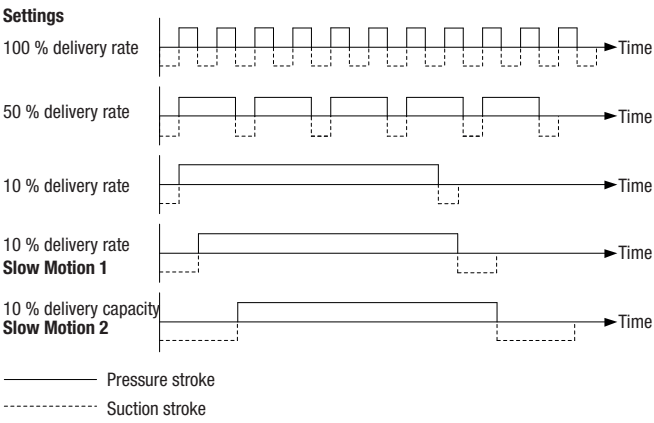 Settings
100 % delivery rate
Time
50 % delivery rate
Time
10 % delivery rate
Time
10 % delivery rate
Slow Motion 1
Time
10 % delivery capacity
Slow Motion 2
Time
Pressure stroke
Suction stroke